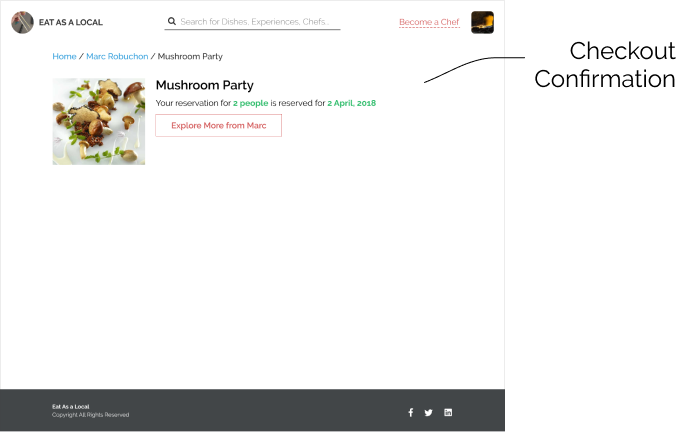 EAT AS A LOCAL
Search for Dishes, Experiences, Chefs..
Become a Chef
Checkout
Confirmation
Home / Marc Robuchon / Mushroom Party
Mushroom Party
Your reservation for 2 people is reserved for 2 April, 2018
Explore More from Marc
Eat As a Local
Copyright All Rights Reserved